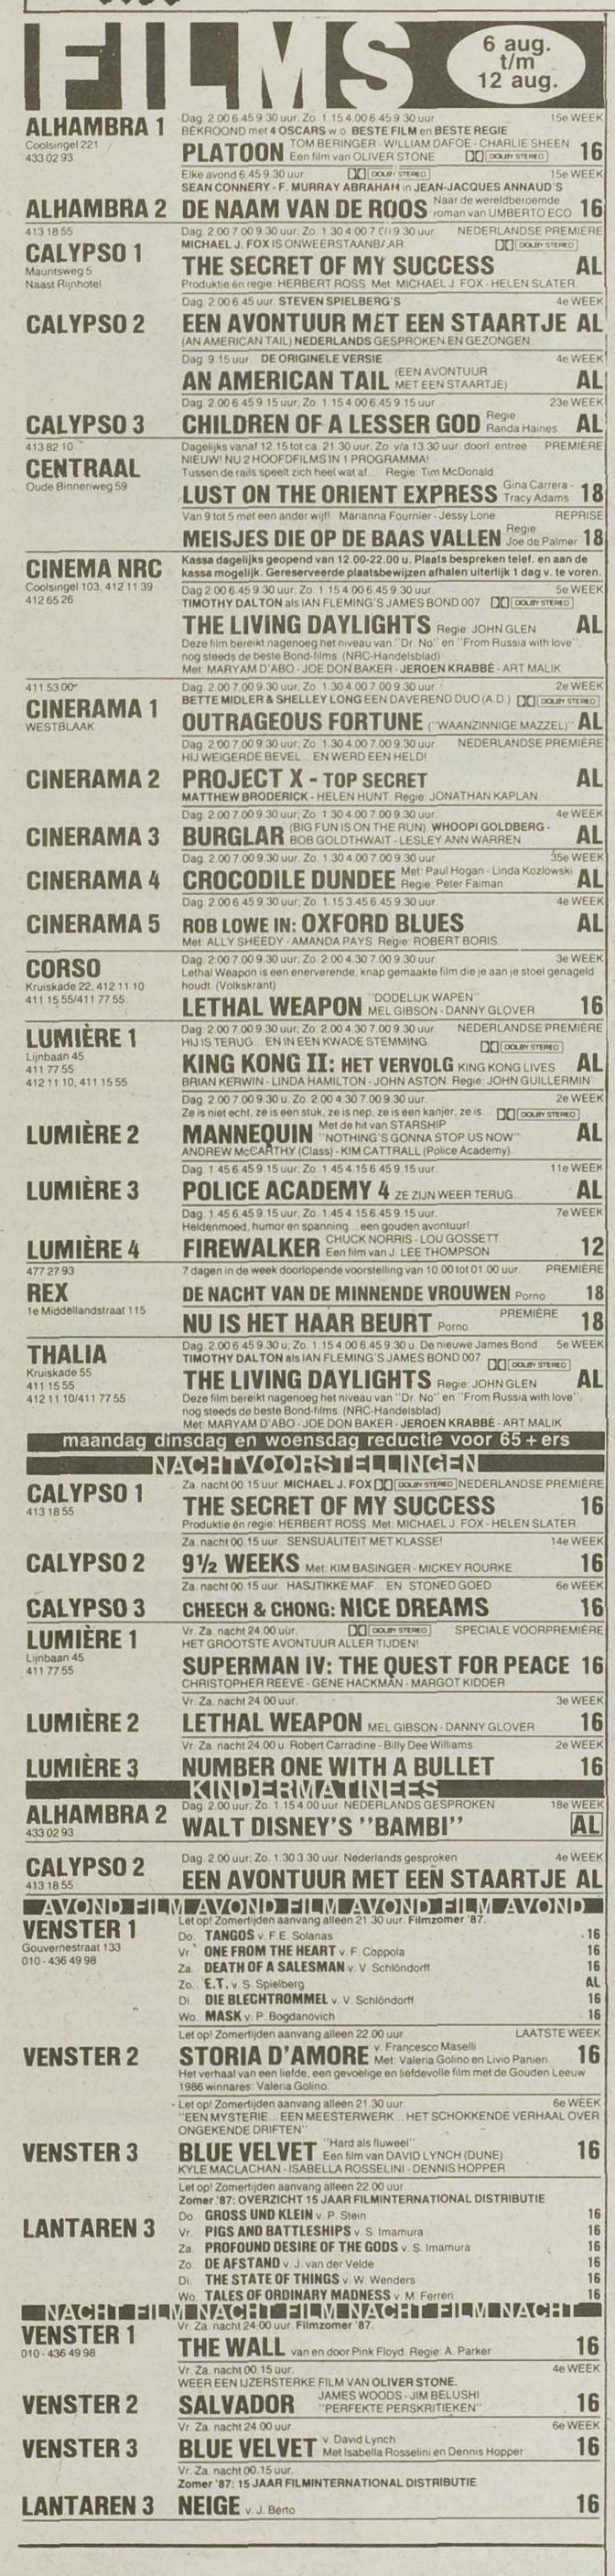 FILMS
6 aug.
t/m
12 aug.
ALHAMBRA 1
Coolsingel 221
433 02 93
Dag. 2.00 6.45 9.30 uur, Zo. 1.15 4.00 6.45 9.30 uur 15e WEEK
BEKROOND met 4 OSCARS w.o. BESTE FILM en BESTE REGIE
PLATOON TOM BERINGER - WILLIAM DAFOE - CHARLIE SHEEN
Een film van OLIVER STONE DOLBY STEREO 16
Elke avond 6.45 9.30 uur DOLBY STEREO 15e WEEK
SEAN CONNERY - F. MURRAY ABRAHAM in JEAN-JACQUES ANNAUD'S
ALHAMBRA 2 DE NAAM VAN DE ROOS Naar de wereldberoemde
roman van UMBERTO ECO 16
413 18 55
CALYPSO 1
Mauritsweg 5
Naast Rijnhotel
Dag. 2.00 7.00 9.30 uur, Zo. 1.30 4.00 7.00 9.30 uur NEDERLANDSE PREMIERE
MICHAEL J. FOX IS ONWEERSTAANBAAR DOLBY STEREO
THE SECRET OF MY SUCCESS AL
Produktie en regie: HERBERT ROSS Met: MICHAEL J. FOX - HELEN SLATER
Dag. 2.00 6.45 uur. STEVEN SPIELBERG'S 4e WEEK
CALYPSO 2 EEN AVONTUUR MET EEN STAARTJE AL
(AN AMERICAN TAIL) NEDERLANDS GESPROKEN EN GEZONGEN
Dag. 9.15 uur DE ORIGINELE VERSIE 4e WEEK
AN AMERICAN TAIL (EEN AVONTUUR
MET EEN STAARTJE) AL
Dag. 2.00 6.45 9.15 uur, Zo. 1.15 4.00 6.45 9.15 uur 23e WEEK
CALYPSO 3 CHILDREN OF A LESSER GOD Regie
Randa Haines AL
413 82 10
CENTRAAL
Oude Binnenweg 59
Dagelijks vanaf 12.15 tot ca. 21.30 uur, Zo. v/a 13.30 uur. doorl. entree PREMIERE
NIEUW! NU 2 HOOFDFILMS IN 1 PROGRAMMA!
Tussen de rails speelt zich heel wat af... Regie: Tim McDonald
LUST ON THE ORIENT EXPRESS Gina Carrera -
Tracy Adams 18
Van 9 tot 5 met een ander wijf! Marianna Fournier - Jessy Lone REPRISE
MEISJES DIE OP DE BAAS VALLEN Regie
Joe de Palmer 18
CINEMA NRC
Coolsingel 103, 412 11 39
412 65 26
Kassa dagelijks geopend van 12.00-22.00 u. Plaats bespreken telef. en aan de
kassa mogelijk. Gereserveerde plaatsbewijzen afhalen uiterlijk 1 dag v. te voren.
Dag 2.00 6.45 9.30 uur, Zo. 1.15 4.00 6.45 9.30 uur 5e WEEK
TIMOTHY DALTON als IAN FLEMING'S JAMES BOND 007 DOLBY STEREO
THE LIVING DAYLIGHTS Regie: JOHN GLEN AL
Deze film bereikt nagenoeg het niveau van "Dr. No" en "From Russia with love",
nog steeds de beste Bond-films. (NRC-Handelsblad)
Met: MARYAM D'ABO - JOE DON BAKER - JEROEN KRABBÉ - ART MALIK
411 53 00
CINERAMA 1
WESTBLAAK
Dag. 2.00 7.00 9.30 uur, Zo. 1.30 4.00 7.00 9.30 uur 2e WEEK
BETTE MIDLER & SHELLEY LONG EEN DAVEREND DUO (A.D.) DOLBY STEREO
OUTRAGEOUS FORTUNE ("WAANZINNIGE MAZZEL) AL
Dag. 2.00 7.00 9.30 uur, Zo. 1.30 4.00 7.00 9.30 uur NEDERLANDSE PREMIERE
HIJ WEIGERDE BEVEL... EN WERD EEN HELD!
CINERAMA 2 PROJECT X - TOP SECRET AL
MATTHEW BRODERICK - HELEN HUNT Regie: JONATHAN KAPLAN
Dag. 2.00 7.00 9.30 uur, Zo. 1.30 4.00 7.00 9.30 uur 4e WEEK
CINERAMA 3 BURGLAR (BIG FUN IS ON THE RUN) WHOOPI GOLDBERG -
BOB GOLDTHWAIT - LESLEY ANN WARREN AL
Dag. 2.00 7.00 9.30 uur, Zo. 1.30 4.00 7.00 9.30 uur 35e WEEK
CINERAMA 4 CROCODILE DUNDEE Met: Paul Hogan - Linda Kozlowski
Regie: Peter Faiman AL
Dag. 2.00 6.45 9.30 uur, Zo. 1.15 3.45 6.45 9.30 uur 4e WEEK
CINERAMA 5 ROB LOWE IN: OXFORD BLUES AL
Met: ALLY SHEEDY - AMANDA PAYS Regie: ROBERT BORIS
CORSO
Kruiskade 22, 412 11 10
411 15 55/411 77 55
Dag. 2.00 7.00 9.30 uur, Zo. 2.00 4.30 7.00 9.30 uur 3e WEEK
Lethal Weapon is een enerverende, knap gemaakte film die je aan je stoel genageld
houdt. (Volkskrant)
LETHAL WEAPON "DODELIJK WAPEN"
MEL GIBSON - DANNY GLOVER 16
LUMIÈRE 1
Lijnbaan 45
411 77 55
412 11 10, 411 15 55
Dag. 2.00 7.00 9.30 uur, Zo. 2.00 4.30 7.00 9.30 uur NEDERLANDSE PREMIERE
HIJ IS TERUG... EN IN EEN KWADE STEMMING DOLBY STEREO
KING KONG II: HET VERVOLG KING KONG LIVES AL
BRIAN KERWIN - LINDA HAMILTON - JOHN ASTON. Regie: JOHN GUILLERMIN
Dag. 2.00 7.00 9.30 u. Zo. 2.00 4.30 7.00 9.30 uur 2e WEEK
Ze is niet echt, ze is een stuk, ze is nep, ze is een kanjer, ze is... DOLBY STEREO
LUMIÈRE 2 MANNEQUIN Met de hit van STARSHIP
"NOTHING'S GONNA STOP US NOW" AL
ANDREW McCARTHY (Class) - KIM CATTRALL (Police Academy)
Dag. 1.45 6.45 9.15 uur, Zo. 1.45 4.15 6.45 9.15 uur 11e WEEK
LUMIÈRE 3 POLICE ACADEMY 4 ZE ZIJN WEER TERUG... AL
Dag. 1.45 6.45 9.15 uur, Zo. 1.45 4.15 6.45 9.15 uur 7e WEEK
Heldenmoed, humor en spanning... een gouden avontuur!
LUMIÈRE 4 FIREWALKER CHUCK NORRIS - LOU GOSSETT
Een film van J. LEE THOMPSON 12
477 27 93
REX
1e Middellandstraat 115
7 dagen in de week doorlopende voorstelling van 10.00 tot 01.00 uur PREMIERE
DE NACHT VAN DE MINNENDE VROUWEN Porno 18
NU IS HET HAAR BEURT Porno PREMIERE 18
THALIA
Kruiskade 55
411 15 55
412 11 10/411 77 55
Dag. 2.00 6.45 9.30 u, Zo. 1.15 4.00 6.45 9.30 u. De nieuwe James Bond... 5e WEEK
TIMOTHY DALTON als IAN FLEMING'S JAMES BOND 007 DOLBY STEREO
THE LIVING DAYLIGHTS Regie: JOHN GLEN AL
Deze film bereikt nagenoeg het niveau van "Dr. No" en "From Russia with love",
nog steeds de beste Bond-films. (NRC-Handelsblad)
Met: MARYAM D'ABO - JOE DON BAKER - JEROEN KRABBÉ - ART MALIK
maandag dinsdag en woensdag reductie voor 65 + ers
NACHTVOORSTELLINGEN
CALYPSO 1
413 18 55
Za. nacht 00.15 uur MICHAEL J. FOX DOLBY STEREO NEDERLANDSE PREMIERE
THE SECRET OF MY SUCCESS 16
Produktie én regie: HERBERT ROSS Met: MICHAEL J. FOX - HELEN SLATER
Za. nacht 00.15 uur. SENSUALITEIT MET KLASSE! 14e WEEK
CALYPSO 2 9½ WEEKS Met: KIM BASINGER - MICKEY ROURKE 16
Za. nacht 00.15 uur. HASJTIKKE MAF... EN STONED GOED 6e WEEK
CALYPSO 3 CHEECH & CHONG: NICE DREAMS 16
LUMIÈRE 1
Lijnbaan 45
411 77 55
Vr. Za. nacht 24.00 uur. DOLBY STEREO SPECIALE VOORPREMIERE
HET GROOTSTE AVONTUUR ALLER TIJDEN!
SUPERMAN IV: THE QUEST FOR PEACE 16
CHRISTOPHER REEVE - GENE HACKMAN - MARGOT KIDDER
Vr. Za. nacht 24.00 uur 3e WEEK
LUMIÈRE 2 LETHAL WEAPON MEL GIBSON - DANNY GLOVER 16
Vr. Za. nacht 24.00 u. Robert Carradine - Billy Dee Williams 2e WEEK
LUMIÈRE 3 NUMBER ONE WITH A BULLET 16
KINDERMATINEES
ALHAMBRA 2
433 02 93
Dag. 2.00 uur, Zo. 1.15 4.00 uur NEDERLANDS GESPROKEN 18e WEEK
WALT DISNEY'S "BAMBI" AL
CALYPSO 2
413 18 55
Dag. 2.00 uur, Zo. 1.30 3.30 uur. Nederlands gesproken 4e WEEK
EEN AVONTUUR MET EEN STAARTJE AL
AVOND FILM AVOND FILM AVOND FILM AVOND
VENSTER 1
Gouvernestraat 133
010 - 436 49 98
Let op! Zomertijden aanvang alleen 21.30 uur. Filmzomer '87.
Do. TANGOS v. F.E. Solanas 16
Vr. ONE FROM THE HEART v. F. Coppola 16
Za. DEATH OF A SALESMAN v. V. Schlöndorff 16
Zo. E.T. v. S. Spielberg AL
Di. DIE BLECHTROMMEL v. V. Schlöndorff 16
Wo. MASK v. P. Bogdanovich 16
Let op! Zomertijden aanvang alleen 22.00 uur LAATSTE WEEK
VENSTER 2 STORIA D'AMORE v. Francesco Maselli
Met: Valeria Golino en Livio Panieri 16
Het verhaal van een liefde, een gevoelige en liefdevolle film met de Gouden Leeuw
1986 winnares: Valeria Golino.
Let op! Zomertijden aanvang alleen 21.30 uur 6e WEEK
"EEN MYSTERIE... EEN MEESTERWERK... HET SCHOKKENDE VERHAAL OVER
ONGEKENDE DRIFTEN"
VENSTER 3 BLUE VELVET "Hard als fluweel"
Een film van DAVID LYNCH (DUNE) 16
KYLE MACLACHAN - ISABELLA ROSSELINI - DENNIS HOPPER
Let op! Zomertijden aanvang alleen 22.00 uur
Zomer '87: OVERZICHT 15 JAAR FILMINTERNATIONAL DISTRIBUTIE
LANTAREN 3
Do. GROSS UND KLEIN v. P. Stein 16
Vr. PIGS AND BATTLESHIPS v. S. Imamura 16
Za. PROFOUND DESIRE OF THE GODS v. S. Imamura 16
Zo. DE AFSTAND v. J. van der Velde 16
Di. THE STATE OF THINGS v. W. Wenders 16
Wo. TALES OF ORDINARY MADNESS v. M. Ferreri 16
NACHT FILM NACHT FILM NACHT FILM NACHT
VENSTER 1
010 - 436 49 98
Vr. Za. nacht 24.00 uur. Filmzomer '87.
THE WALL van en door Pink Floyd. Regie: A. Parker 16
Vr. Za. nacht 00.15 uur. 4e WEEK
WEER EEN IJZERSTERKE FILM VAN OLIVER STONE.
VENSTER 2 SALVADOR JAMES WOODS - JIM BELUSHI
"PERFEKTE PERSKRITIEKEN" 16
Vr. Za. nacht 24.00 uur 6e WEEK
VENSTER 3 BLUE VELVET v. David Lynch
Met Isabella Rosselini en Dennis Hopper 16
Vr. Za. nacht 00.15 uur.
Zomer '87: 15 JAAR FILMINTERNATIONAL DISTRIBUTIE
LANTAREN 3 NEIGE v. J. Berto 16